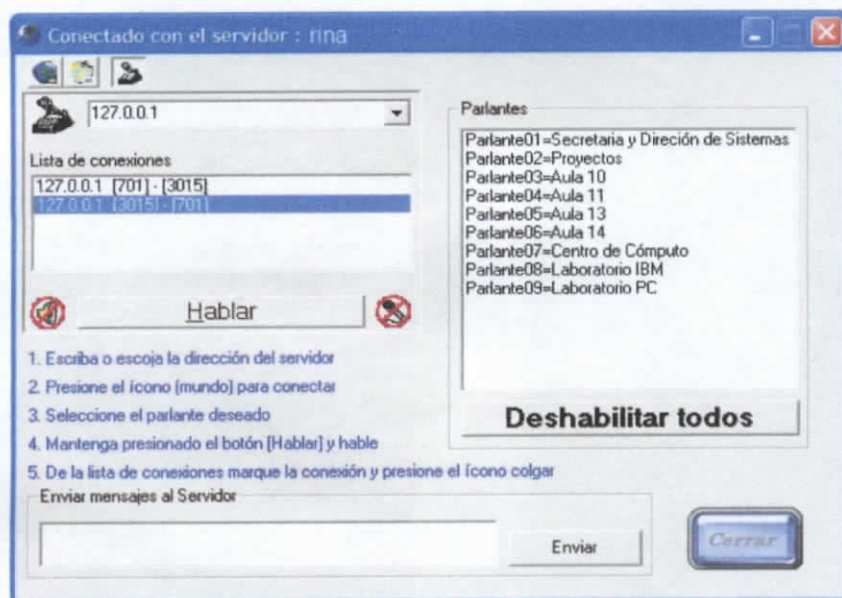 Conectado con el servidor : rina
127.0.0.1
Lista de conexiones
127.0.0.1 [701] - [3015]
127.0.0.1 [3015] - [701]
Hablar
1. Escriba o escoja la dirección del servidor
2. Presione el ícono [mundo] para conectar
3. Seleccione el parlante deseado
4. Mantenga presionado el botón [Hablar] y hable
5. De la lista de conexiones marque la conexión y presione el ícono colgar
Parlantes
Parlante01=Secretaria y Direción de Sistemas
Parlante02=Proyectos
Parlante03=Aula 10
Parlante04=Aula 11
Parlante05=Aula 13
Parlante06=Aula 14
Parlante07=Centro de Cómputo
Parlante08=Laboratorio IBM
Parlante09=Laboratorio PC
Deshabilitar todos
Enviar mensajes al Servidor
Enviar
Cerrar